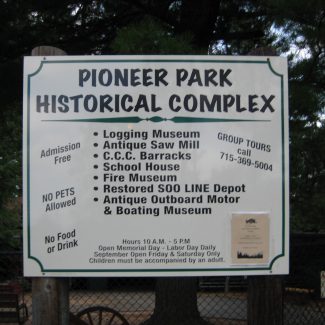 PIONEER PARK
HISTORICAL COMPLEX
Admission
Free
NO PETS
Allowed
No Food
or Drink
• Logging Museum
• Antique Saw Mill
• C.C.C. Barracks
• School House
• Fire Museum
• Restored SOO LINE Depot
• Antique Outboard Motor
& Boating Museum
GROUP TOURS
call
715-369-5004
Hours 10 A.M. - 5 P.M
Open Memorial Day - Labor Day Daily
September Open Friday & Saturday Only
Children must be accompanied by an adult.